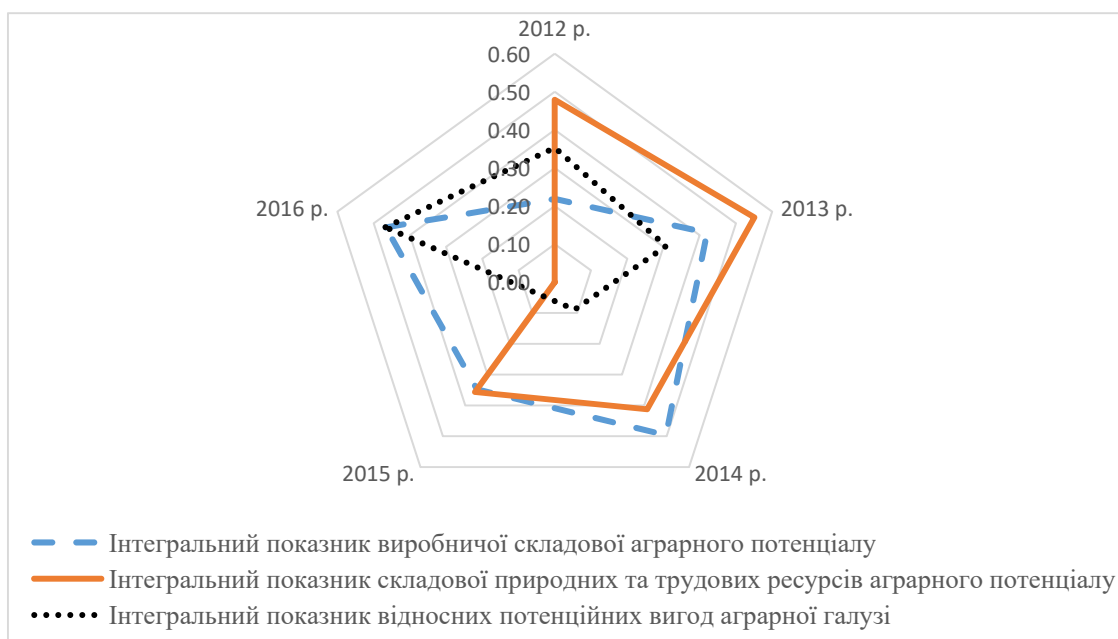 2012 р.
0.60
0.50
0.40
0.30
0.20
0.10
0.00
2016 р.
2013 р.
2015 р.
2014 р.
Інтегральний показник виробничої складової аграрного потенціалу
Інтегральний показник складової природних та трудових ресурсів аграрного потенціалу
Інтегральний показник відносних потенційних вигод аграрної галузі